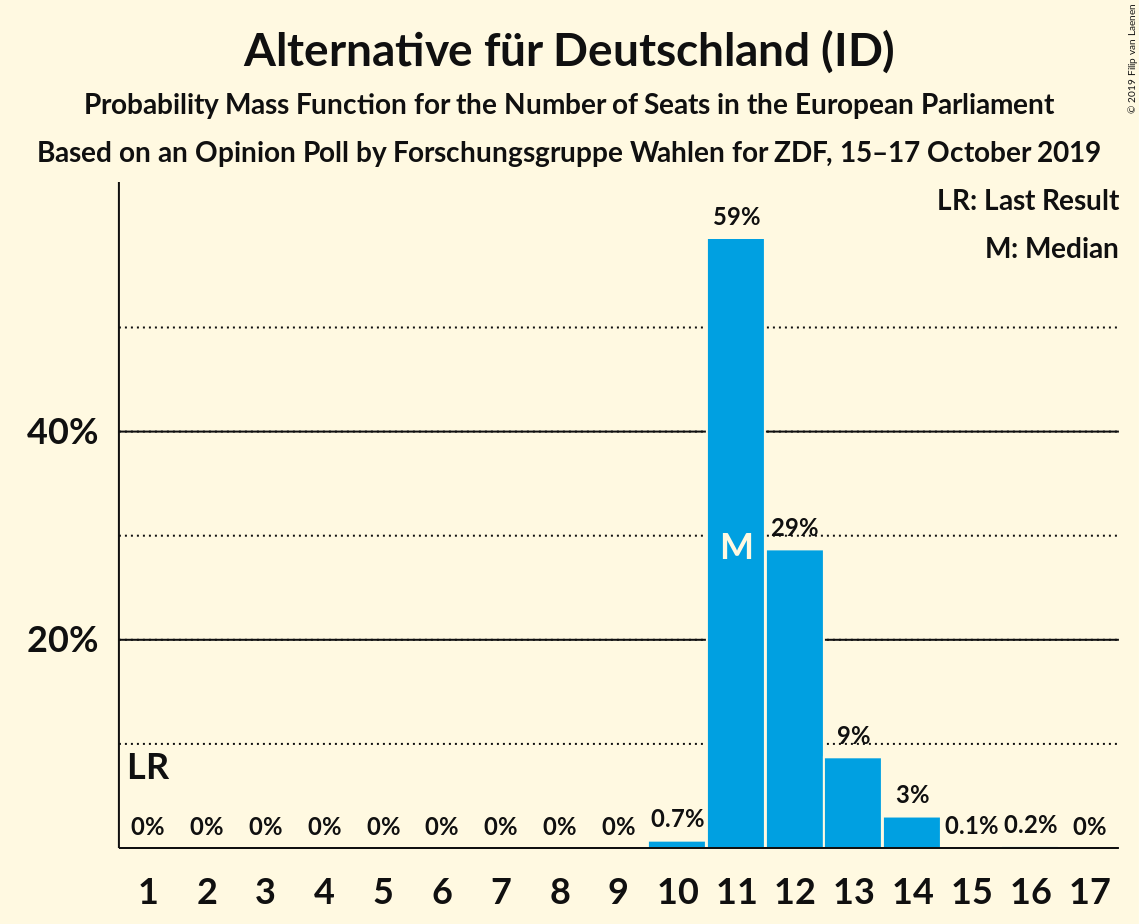 Alternative für Deutschland (ID)
Probability Mass Function for the Number of Seats in the European Parliament
Based on an Opinion Poll by Forschungsgruppe Wahlen for ZDF, 15–17 October 2019
© 2019 Filip van Laenen
LR: Last Result
M: Median
59%
40%
M
29%
20%
9%
LR
3%
0% 0% 0% 0% 0% 0% 0% 0% 0% 0.7% 0.1% 0.2% 0%
1 2 3 4 5 6 7 8 9 10 11 12 13 14 15 16 17